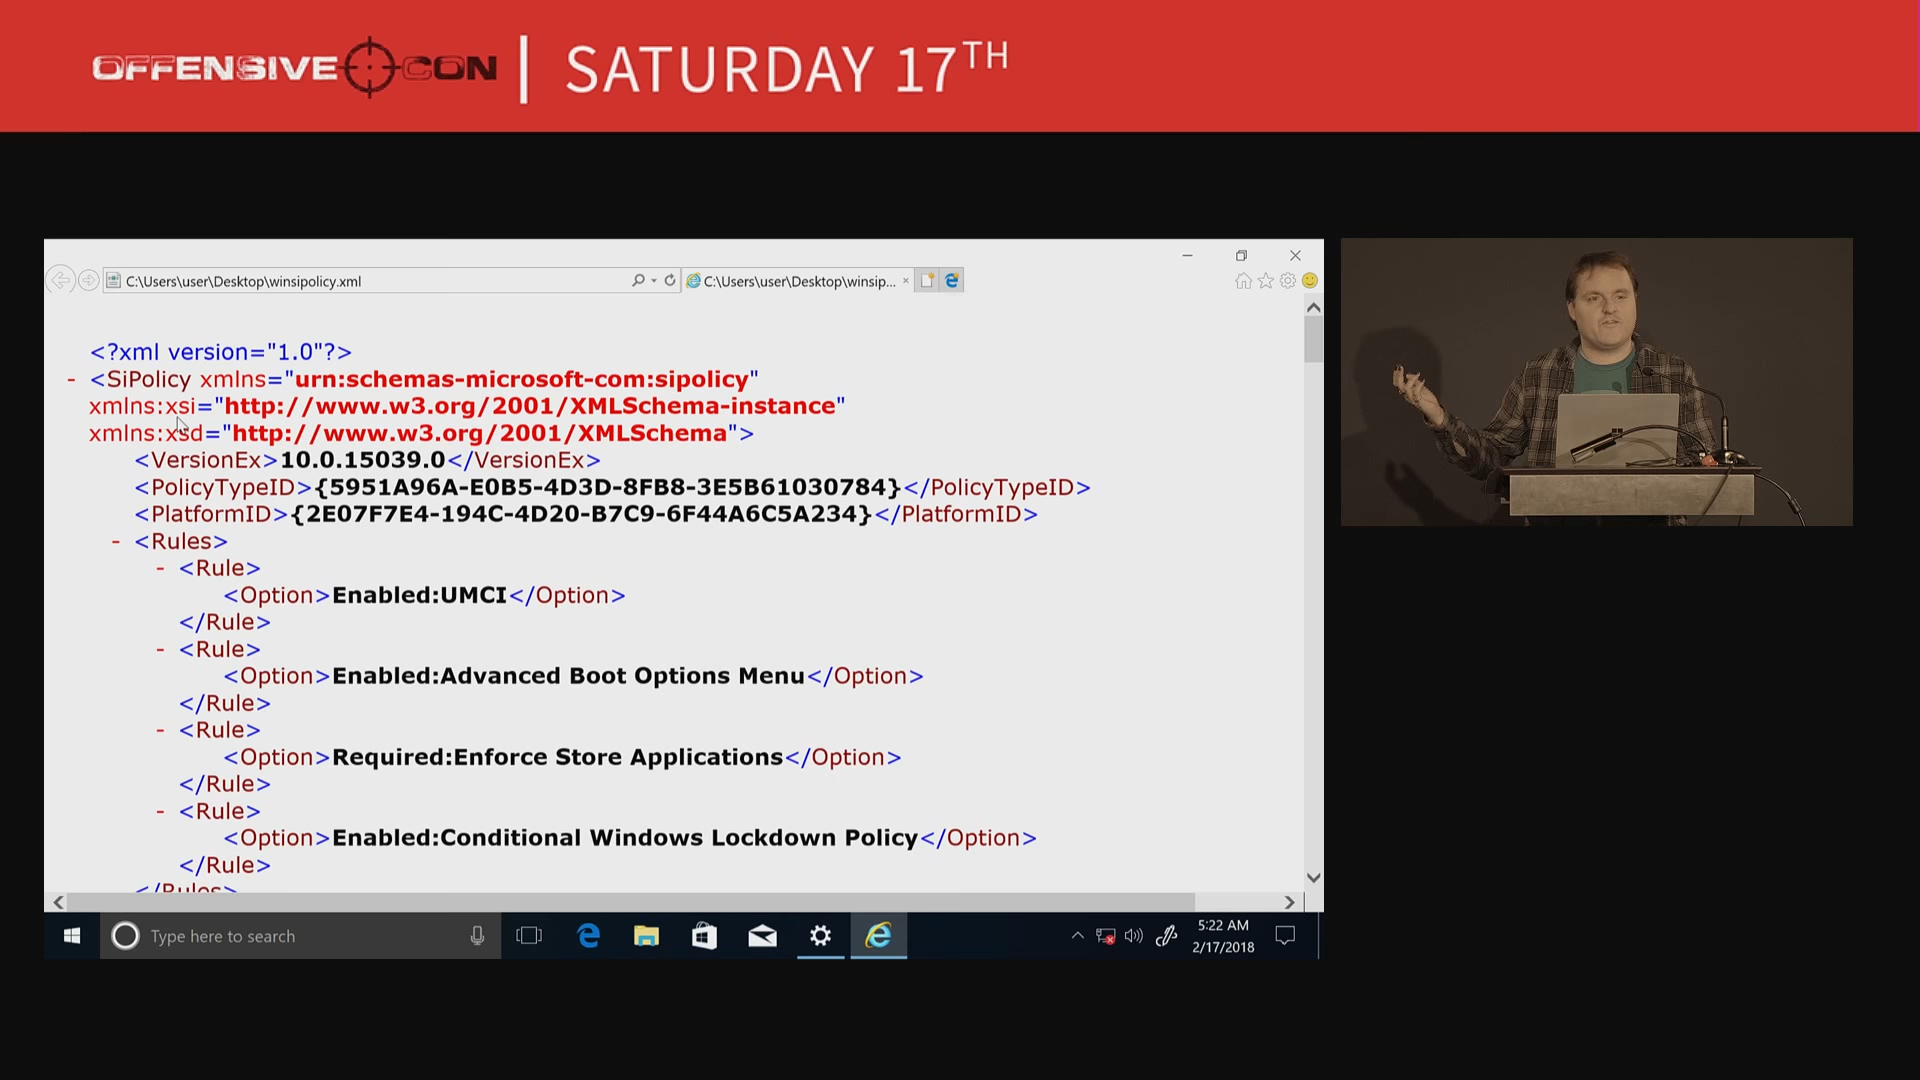 OFFENSIVE CON | SATURDAY 17TH
C:\Users\user\Desktop\winsipolicy.xml
C:\Users\user\Desktop\winsip...
<?xml version="1.0"?>
- <SiPolicy xmlns="urn:schemas-microsoft-com:sipolicy"
xmlns:xsi="http://www.w3.org/2001/XMLSchema-instance"
xmlns:xsd="http://www.w3.org/2001/XMLSchema">
<VersionEx>10.0.15039.0</VersionEx>
<PolicyTypeID>{5951A96A-E0B5-4D3D-8FB8-3E5B61030784}</PolicyTypeID>
<PlatformID>{2E07F7E4-194C-4D20-B7C9-6F44A6C5A234}</PlatformID>
- <Rules>
- <Rule>
<Option>Enabled:UMCI</Option>
</Rule>
- <Rule>
<Option>Enabled:Advanced Boot Options Menu</Option>
</Rule>
- <Rule>
<Option>Required:Enforce Store Applications</Option>
</Rule>
- <Rule>
<Option>Enabled:Conditional Windows Lockdown Policy</Option>
</Rule>
</Rules>
Type here to search
5:22 AM
2/17/2018